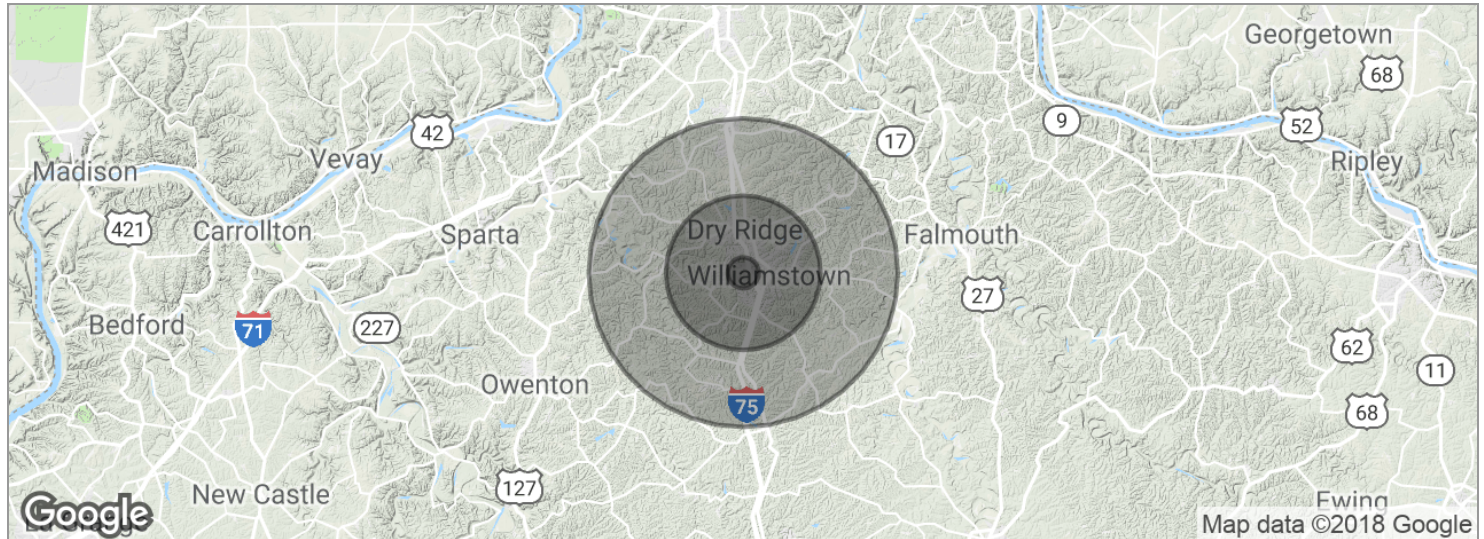 Georgetown
68
9
52
42
17
Vevay
Ripley
Madison
421
Carrollton
Sparta
Dry Ridge
Falmouth
Williamstown
27
Bedford
71
227
62
11
Owenton
75
68
127
New Castle
Ewing
Google
Map data ©2018 Google